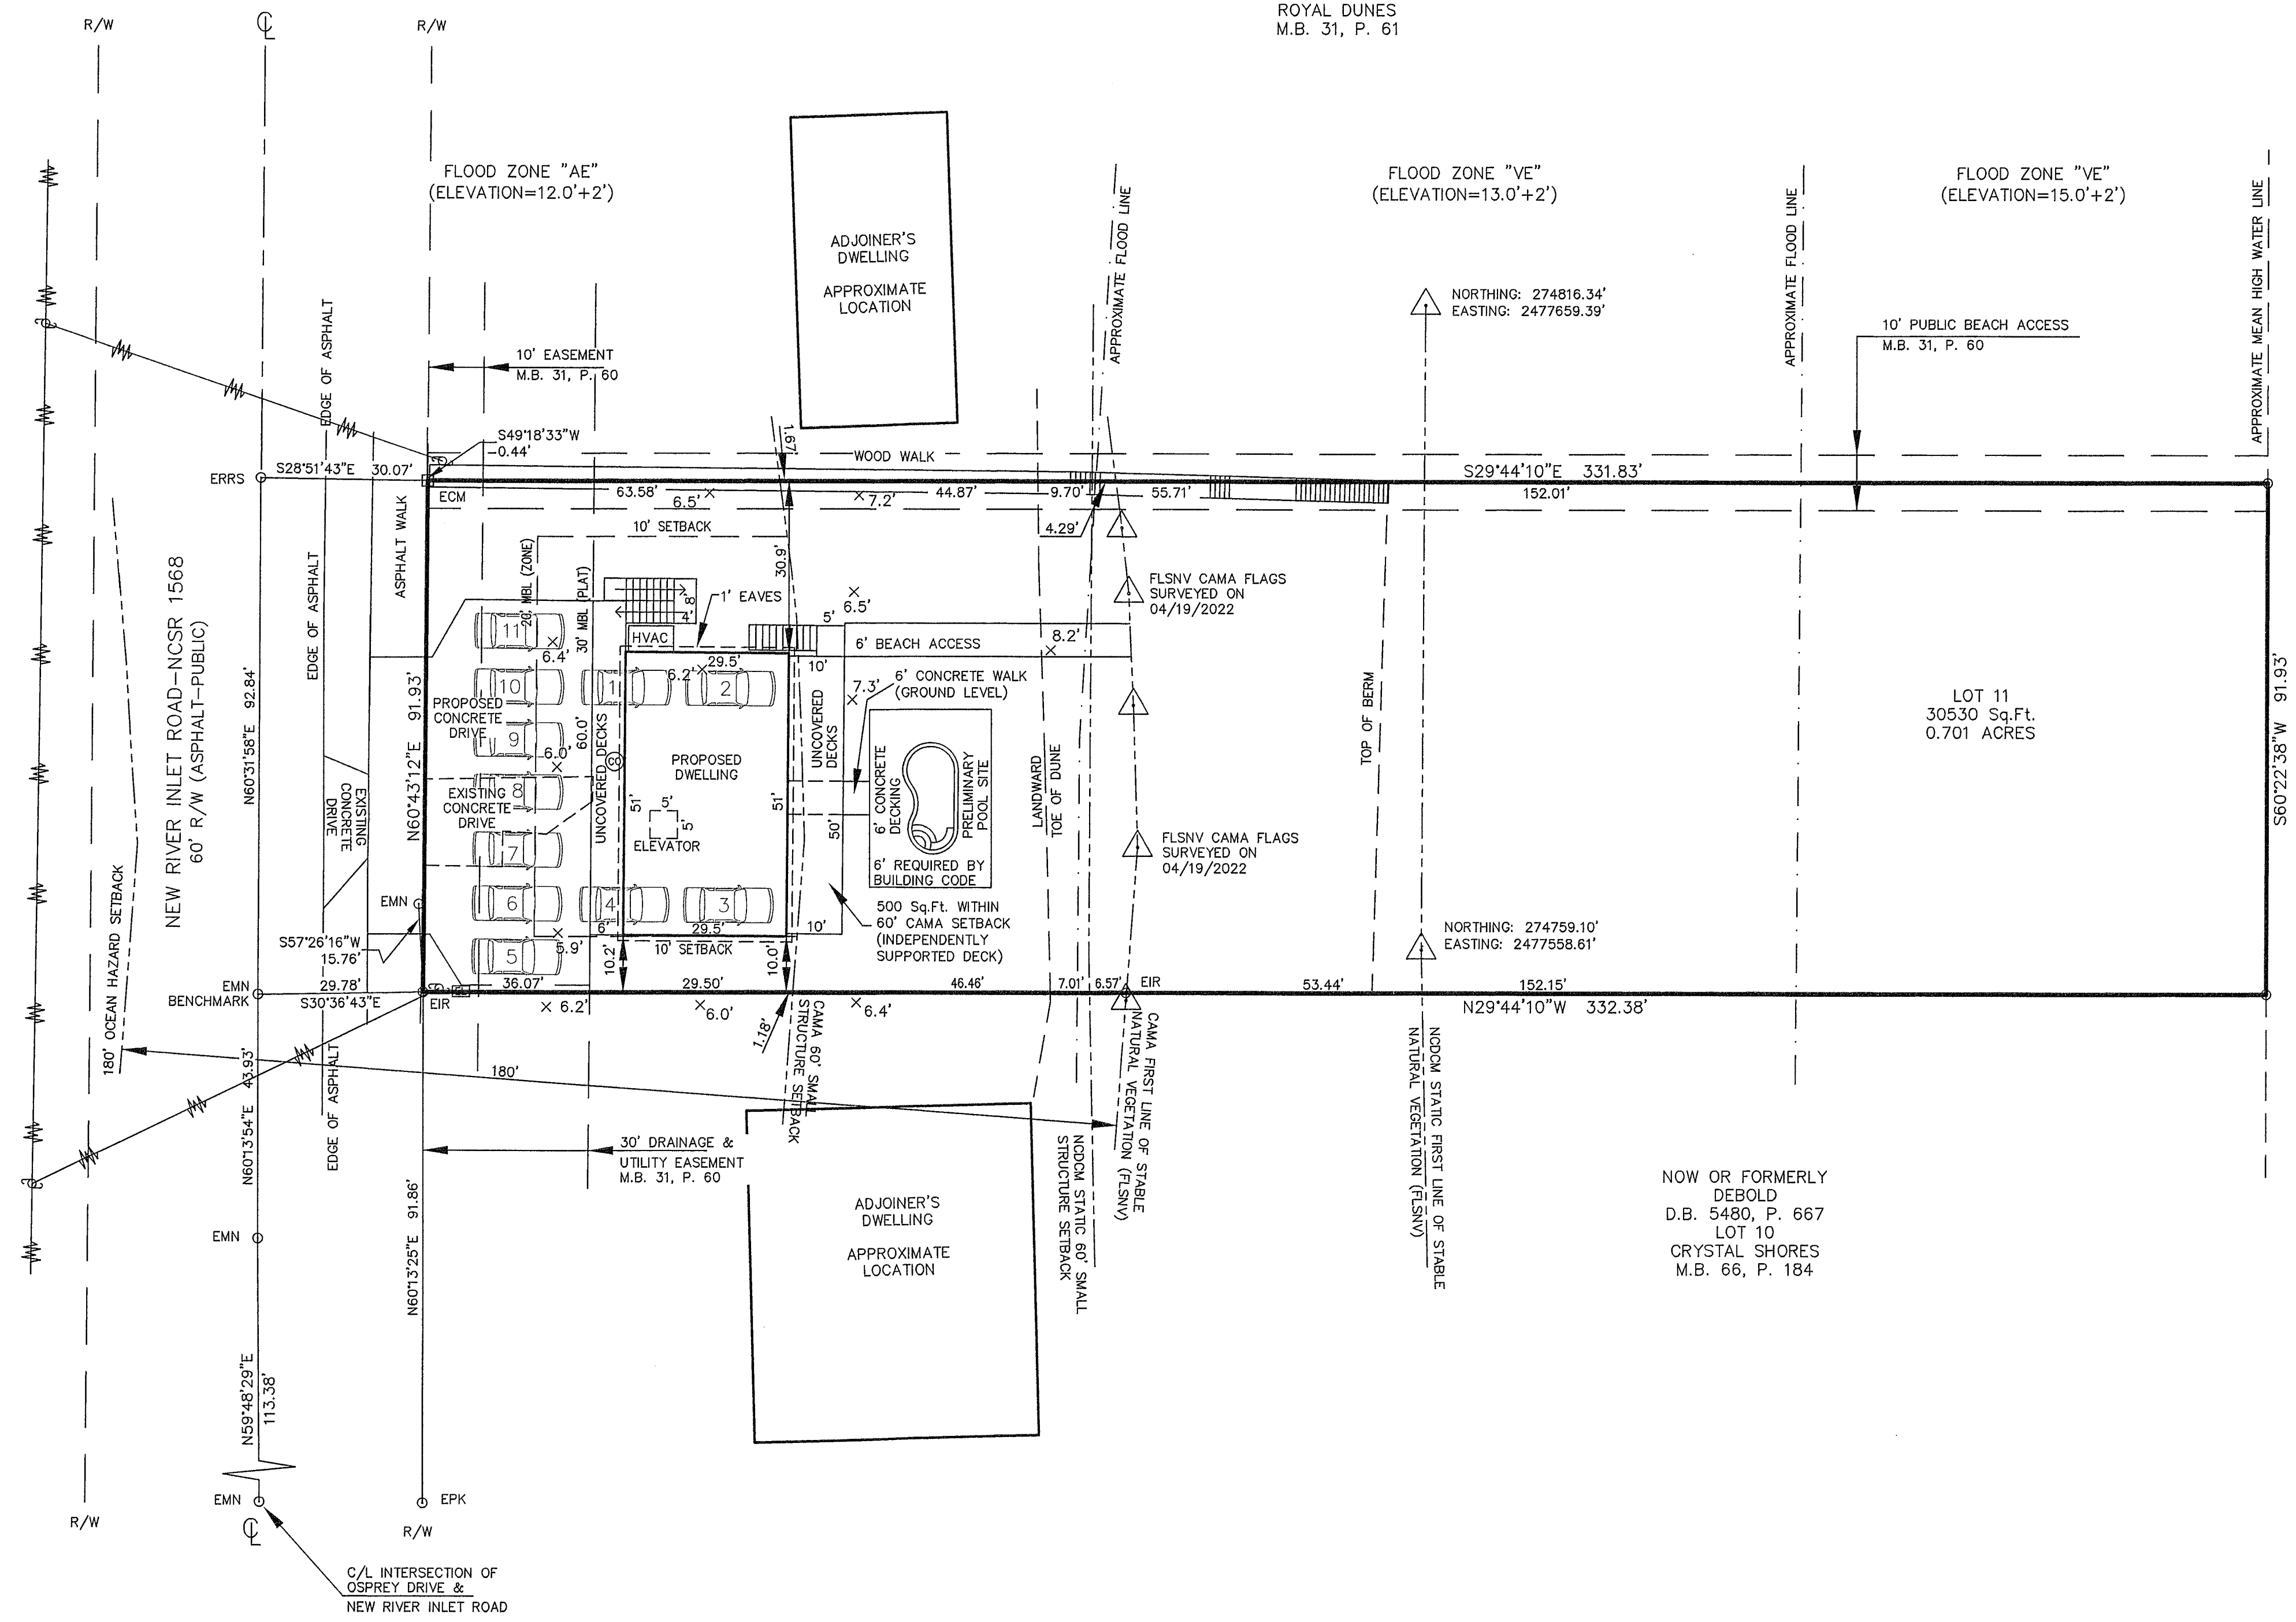 ROYAL DUNES
M.B. 31, P. 61
R/W
C/L
R/W
FLOOD ZONE "AE"
(ELEVATION=12.0'+2')
FLOOD ZONE "VE"
(ELEVATION=13.0'+2')
FLOOD ZONE "VE"
(ELEVATION=15.0'+2')
ADJOINER'S
DWELLING
APPROXIMATE
LOCATION
APPROXIMATE FLOOD LINE
APPROXIMATE FLOOD LINE
APPROXIMATE MEAN HIGH WATER LINE
NORTHING: 274816.34'
EASTING: 2477659.39'
10' PUBLIC BEACH ACCESS
M.B. 31, P. 60
10' EASEMENT
M.B. 31, P. 60
EDGE OF ASPHALT
S49°18'33"W
0.44'
1.67'
WOOD WALK
ERRS
S28°51'43"E 30.07'
ECM
63.58'
6.5'
7.2'
44.87'
9.70'
55.71'
S29°44'10"E 331.83'
152.01'
4.29'
10' SETBACK
30.9'
ASPHALT WALK
20' MBL (ZONE)
30' MBL (PLAT)
EDGE OF ASPHALT
NEW RIVER INLET ROAD-NCSR 1568
60' R/W (ASPHALT-PUBLIC)
180' OCEAN HAZARD SETBACK
N60°31'58"E 92.84'
N60°43'12"E 91.93'
FLSNV CAMA FLAGS
SURVEYED ON
04/19/2022
1' EAVES
8'
4'
HVAC
5'
6.5'
6' BEACH ACCESS
8.2'
11
6.4'
29.5'
6.2'
10'
10
1
2
7.3'
6' CONCRETE WALK
(GROUND LEVEL)
PROPOSED
CONCRETE
DRIVE
9
6.0'
60.0'
UNCOVERED DECKS
CO
PROPOSED
DWELLING
UNCOVERED
DECKS
6' CONCRETE
DECKING
PRELIMINARY
POOL SITE
LANDWARD
TOE OF DUNE
TOP OF BERM
LOT 11
30530 Sq.Ft.
0.701 ACRES
S60°22'38"W 91.93'
EXISTING
CONCRETE
DRIVE
EXISTING
CONCRETE
DRIVE
8
7
51'
5'
5'
ELEVATOR
51'
50'
6' REQUIRED BY
BUILDING CODE
FLSNV CAMA FLAGS
SURVEYED ON
04/19/2022
EMN
6
4
3
500 Sq.Ft. WITHIN
60' CAMA SETBACK
(INDEPENDENTLY
SUPPORTED DECK)
S57°26'16"W
15.76'
5.9'
6'
29.5'
10'
10' SETBACK
5
10.2'
10.0'
NORTHING: 274759.10'
EASTING: 2477558.61'
EMN
BENCHMARK
29.78'
S30°36'43"E
EIR
36.07'
29.50'
46.46'
7.01'
6.57'
EIR
53.44'
152.15'
N29°44'10"W 332.38'
6.2'
6.0'
6.4'
1.18'
CAMA 60' SMALL
STRUCTURE SETBACK
180'
EDGE OF ASPHALT
N60°13'54"E 43.93'
30' DRAINAGE &
UTILITY EASEMENT
M.B. 31, P. 60
CAMA FIRST LINE OF STABLE
NATURAL VEGETATION (FLSNV)
NCDCM STATIC 60' SMALL
STRUCTURE SETBACK
NCDCM STATIC FIRST LINE OF STABLE
NATURAL VEGETATION (FLSNV)
NOW OR FORMERLY
DEBOLD
D.B. 5480, P. 667
LOT 10
CRYSTAL SHORES
M.B. 66, P. 184
ADJOINER'S
DWELLING
APPROXIMATE
LOCATION
EMN
N60°13'25"E 91.86'
N59°48'29"E
113.38'
EMN
EPK
R/W
C/L
R/W
C/L INTERSECTION OF
OSPREY DRIVE &
NEW RIVER INLET ROAD